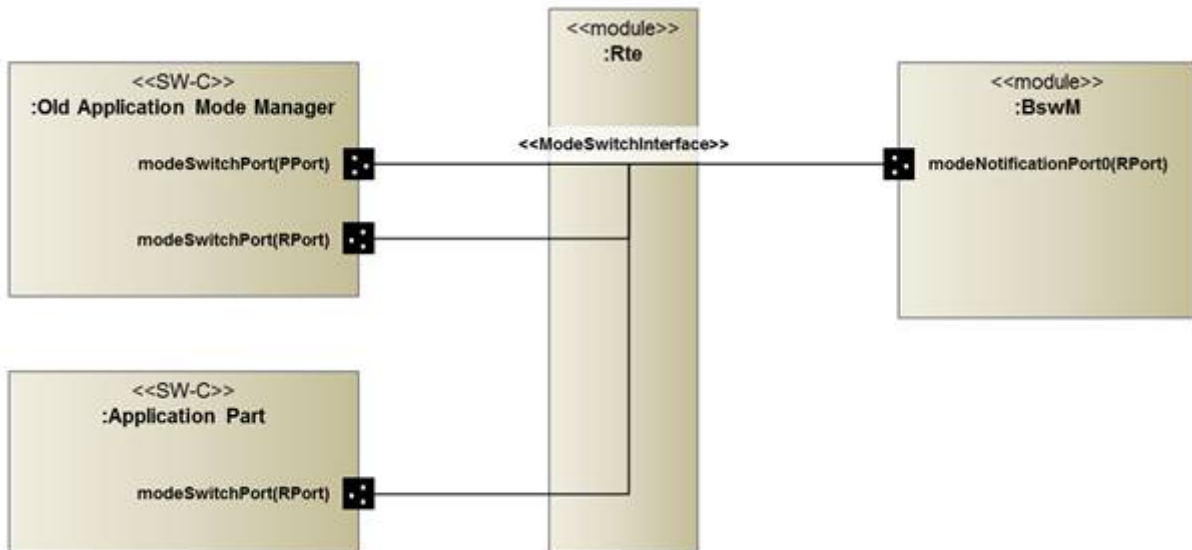 <<module>>
:Rte
<<SW-C>>
:Old Application Mode Manager
<<module>>
:BswM
<<ModeSwitchInterface>>
modeSwitchPort(PPort)
modeNotificationPort0(RPort)
modeSwitchPort(RPort)
<<SW-C>>
:Application Part
modeSwitchPort(RPort)